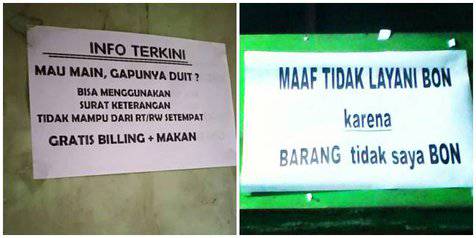 INFO TERKINI
MAU MAIN, GAPUNYA DUIT ?
BISA MENGGUNAKAN
SURAT KETERANGAN
TIDAK MAMPU DARI RT/RW SETEMPAT
GRATIS BILLING + MAKAN
MAAF TIDAK LAYANI BON
karena
BARANG tidak saya BON